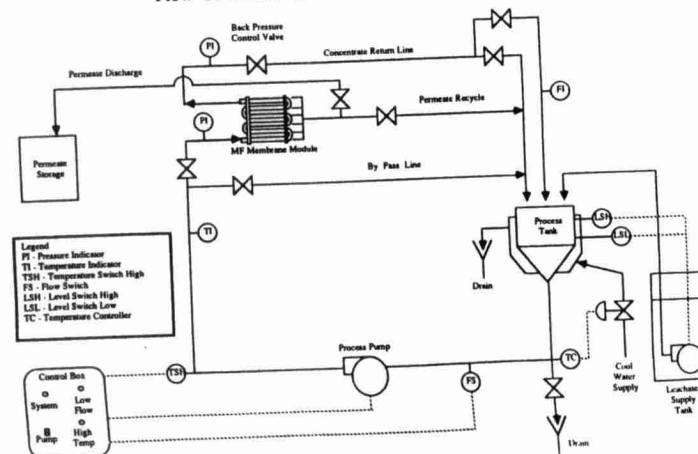 Back Pressure
Control Valve
PI
Concentrate Return Line
Permeate Discharge
FI
PI
Permeate Recycle
MF Membrane Module
Permeate
Storage
By Pass Line
TI
Process
Tank
LSH
LSL
Drain
Legend
PI - Pressure Indicator
TI - Temperature Indicator
TSH - Temperature Switch High
FS - Flow Switch
LSH - Level Switch High
LSL - Level Switch Low
TC - Temperature Controller
Process Pump
TC
TSH
FS
Cool
Water
Supply
Leachate
Supply
Tank
Control Box
System
Low
Flow
Pump
High
Temp
Drain